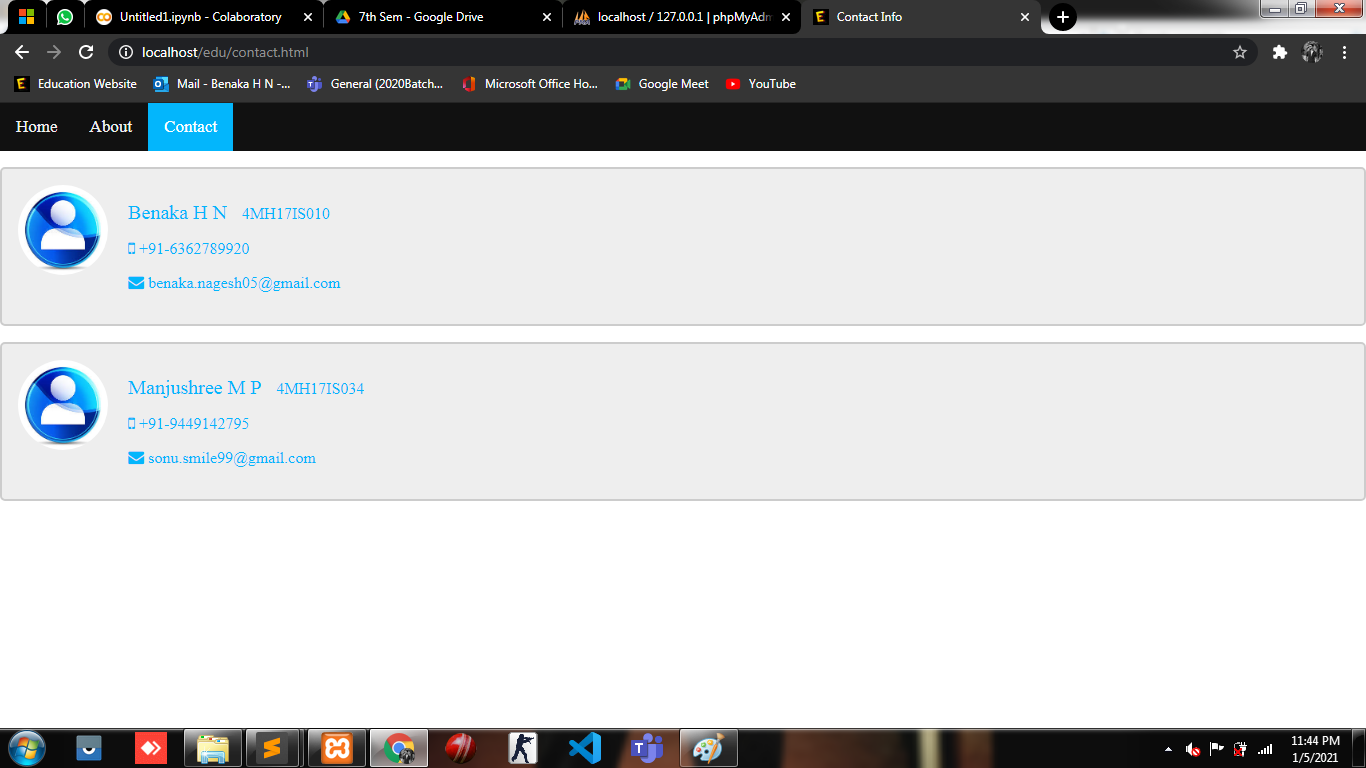 Untitled1.ipynb - Colaboratory
7th Sem - Google Drive
localhost / 127.0.0.1 | phpMyAdm
Contact Info
localhost/edu/contact.html
Education Website
Mail - Benaka H N -...
General (2020Batch...
Microsoft Office Ho...
Google Meet
YouTube
Home
About
Contact
Benaka H N 4MH17IS010
+91-6362789920
benaka.nagesh05@gmail.com
Manjushree M P 4MH17IS034
+91-9449142795
sonu.smile99@gmail.com
11:44 PM
1/5/2021